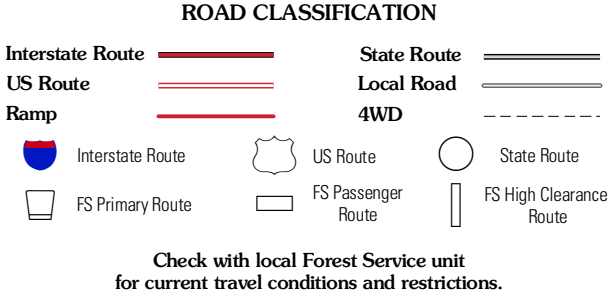 ROAD CLASSIFICATION
Interstate Route
State Route
US Route
Local Road
Ramp
4WD
Interstate Route
US Route
State Route
FS Primary Route
FS Passenger
Route
FS High Clearance
Route
Check with local Forest Service unit
for current travel conditions and restrictions.